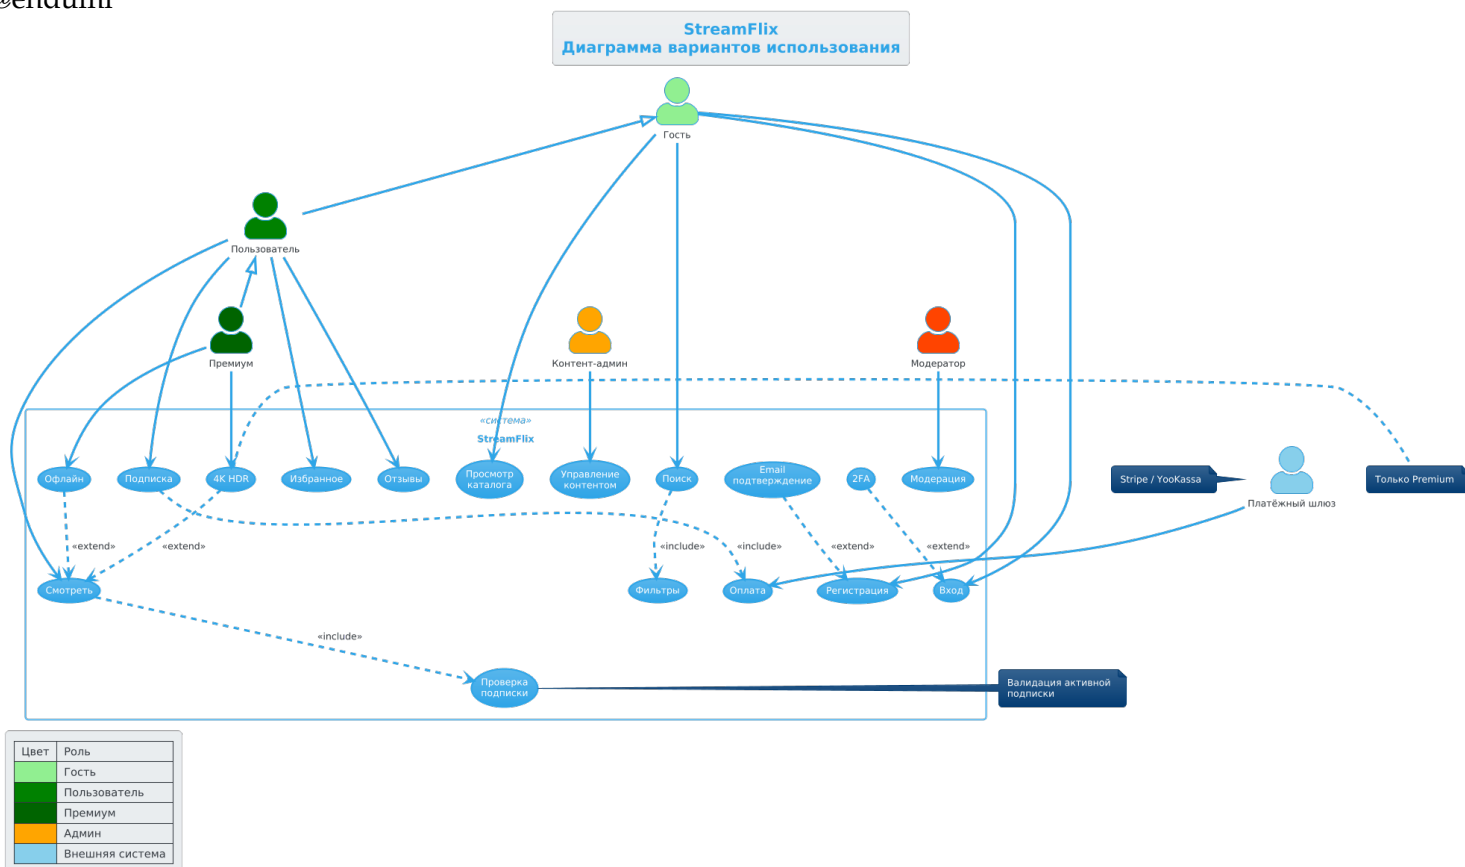 @enduml
StreamFlix
Диаграмма вариантов использования
Гость
Пользователь
Премиум
Контент-админ
Модератор
«система»
StreamFlix
Офлайн
Подписка
4K HDR
Избранное
Отзывы
Просмотр
каталога
Управление
контентом
Поиск
Email
подтверждение
2FA
Модерация
Stripe / YooKassa
Платёжный шлюз
Только Premium
«extend»
«extend»
«include»
«include»
«extend»
«extend»
Смотреть
Фильтры
Оплата
Регистрация
Вход
«include»
Проверка
подписки
Валидация активной
подписки
Цвет Роль
Гость
Пользователь
Премиум
Админ
Внешняя система